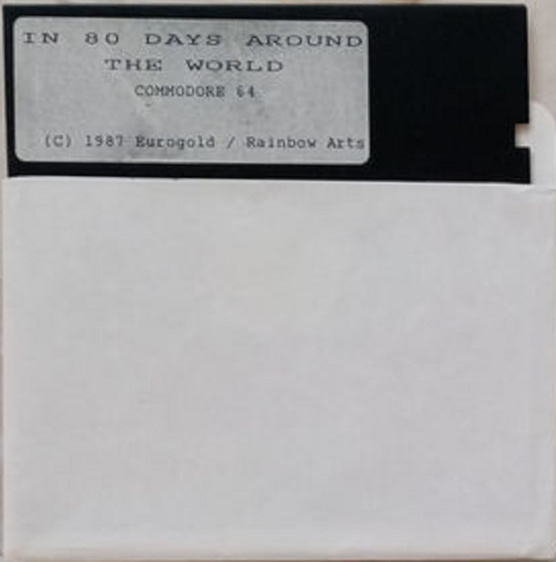 IN 80 DAYS AROUND
THE WORLD
COMMODORE 64
(C) 1987 Eurogold / Rainbow Arts